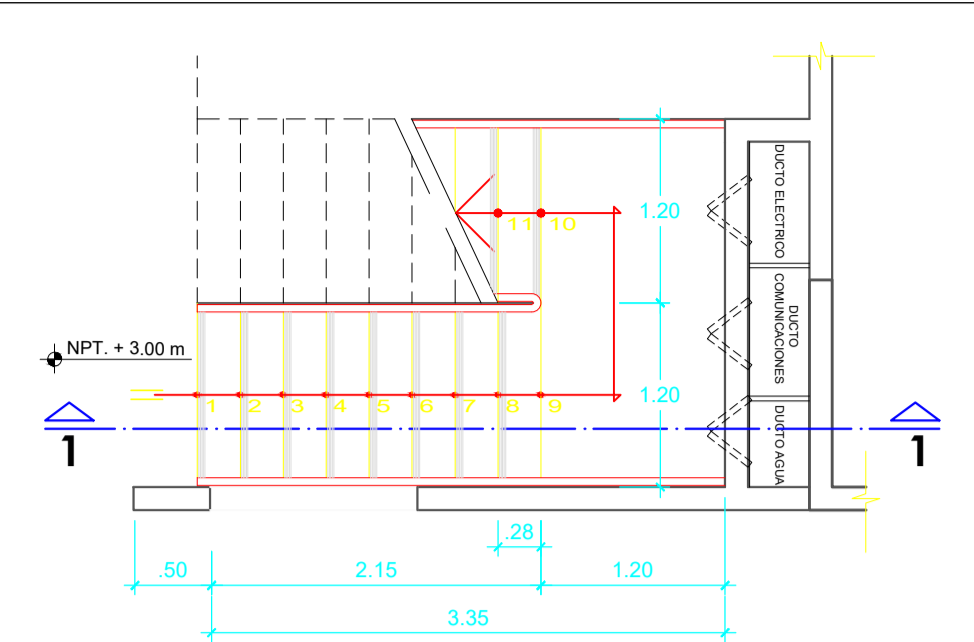 DUCTO ELECTRICO
1.20
11 10
DUCTO
COMUNICACIONES
NPT. + 3.00 m
1 2 3 4 5 6 7 8 9
1.20
DUCTO AGUA
1 1
.28
.50 2.15 1.20
3.35